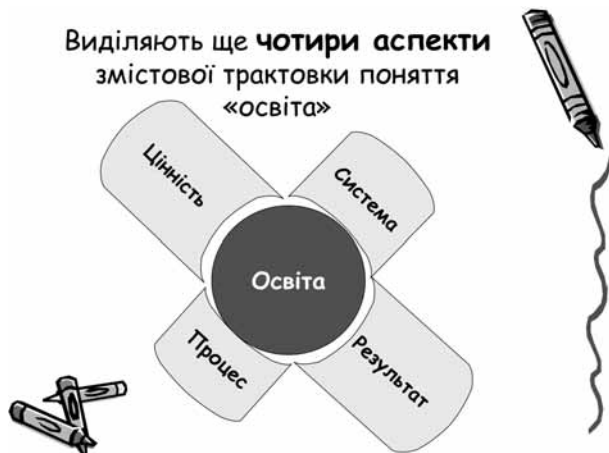 Виділяють ще чотири аспекти
змістової трактовки поняття
«освіта»
Цінність
Система
Освіта
Процес
Результат